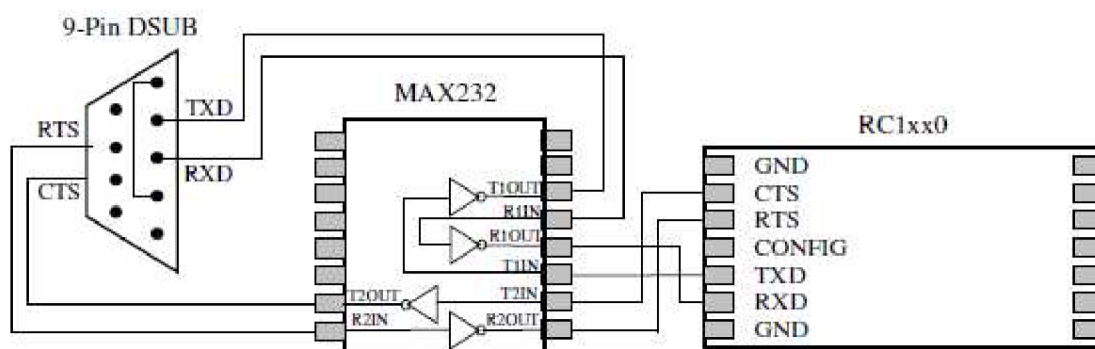 9-Pin DSUB
TXD
RTS
RXD
CTS
MAX232
T1OUT
R1IN
R1OUT
T1IN
T2OUT
T2IN
R2IN
R2OUT
RC1xx0
GND
CTS
RTS
CONFIG
TXD
RXD
GND